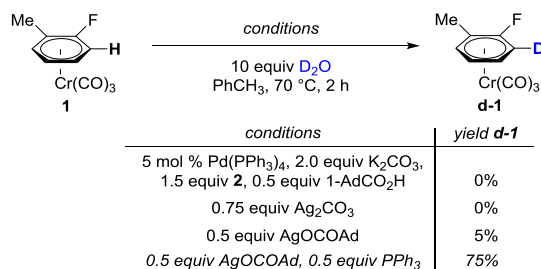 Me F H Cr(CO)3 1
conditions
10 equiv D2O
PhCH3, 70 °C, 2 h
Me F D Cr(CO)3 d-1
conditions yield d-1
5 mol % Pd(PPh3)4, 2.0 equiv K2CO3,
1.5 equiv 2, 0.5 equiv 1-AdCO2H 0%
0.75 equiv Ag2CO3 0%
0.5 equiv AgOCOAd 5%
0.5 equiv AgOCOAd, 0.5 equiv PPh3 75%